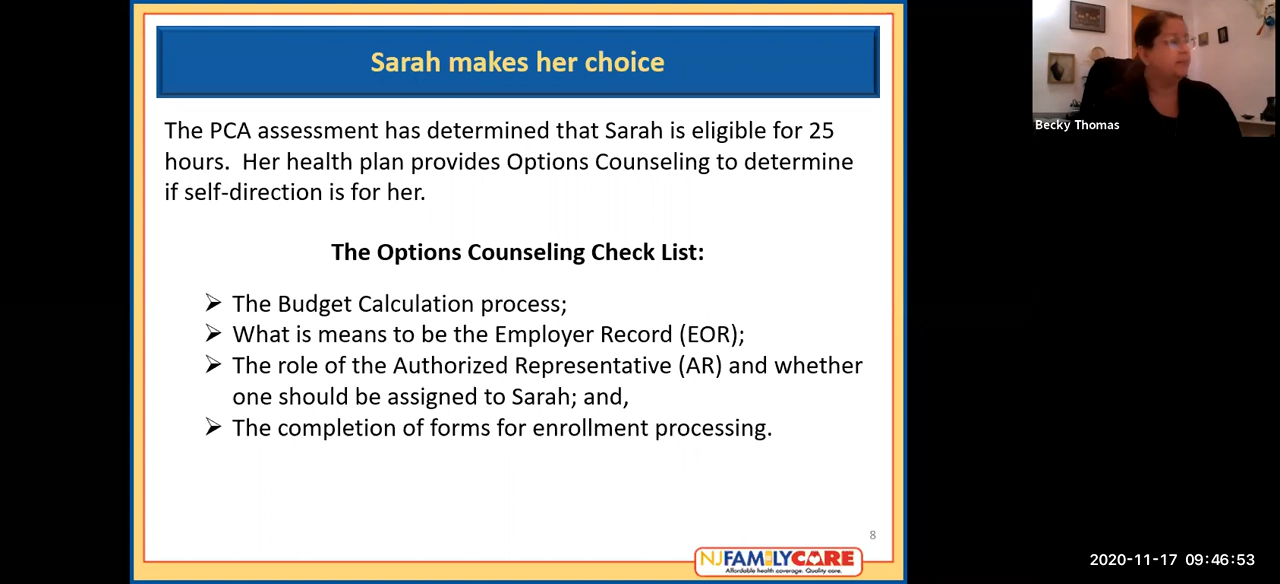 Sarah makes her choice
The PCA assessment has determined that Sarah is eligible for 25
hours.  Her health plan provides Options Counseling to determine
if self-direction is for her.
The Options Counseling Check List:
➢ The Budget Calculation process;
➢ What is means to be the Employer Record (EOR);
➢ The role of the Authorized Representative (AR) and whether
one should be assigned to Sarah; and,
➢ The completion of forms for enrollment processing.
8
NJFAMILYCARE
Affordable health coverage. Quality care.
Becky Thomas
2020-11-17 09:46:53